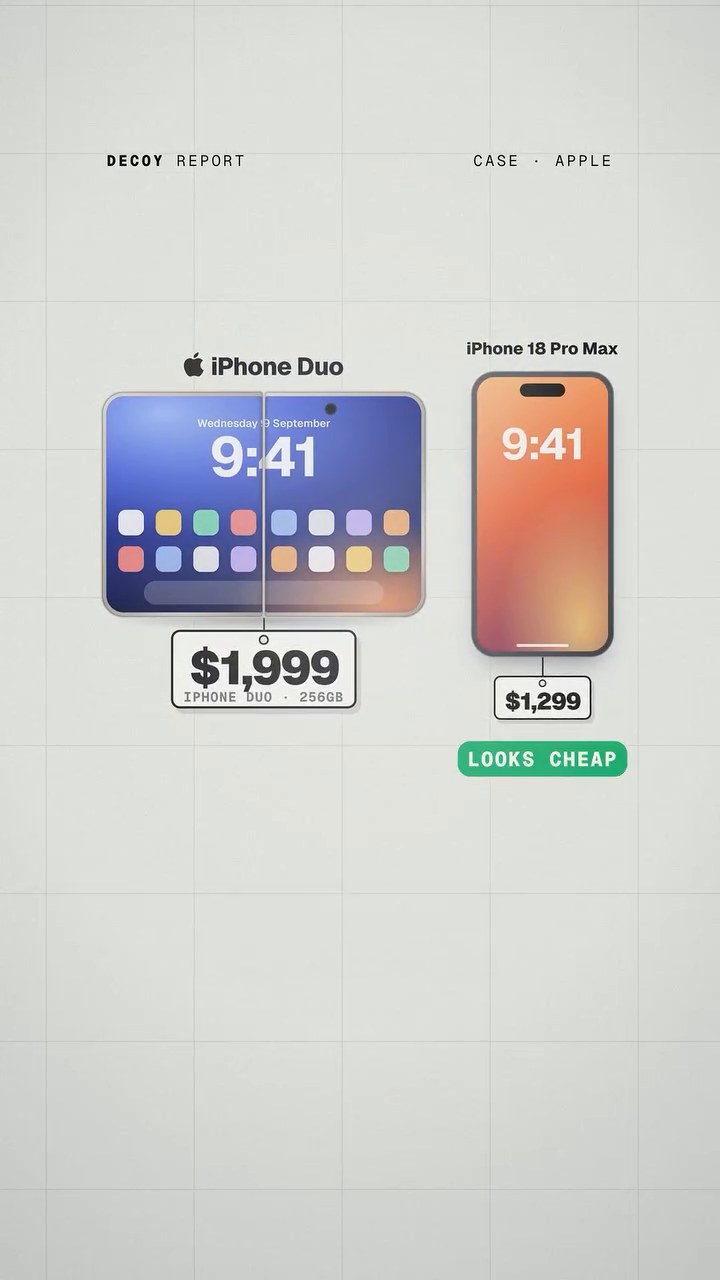 DECOY REPORT
CASE · APPLE
iPhone Duo
iPhone 18 Pro Max
Wednesday 9 September
9:41
9:41
$1,999
IPHONE DUO · 256GB
$1,299
LOOKS CHEAP